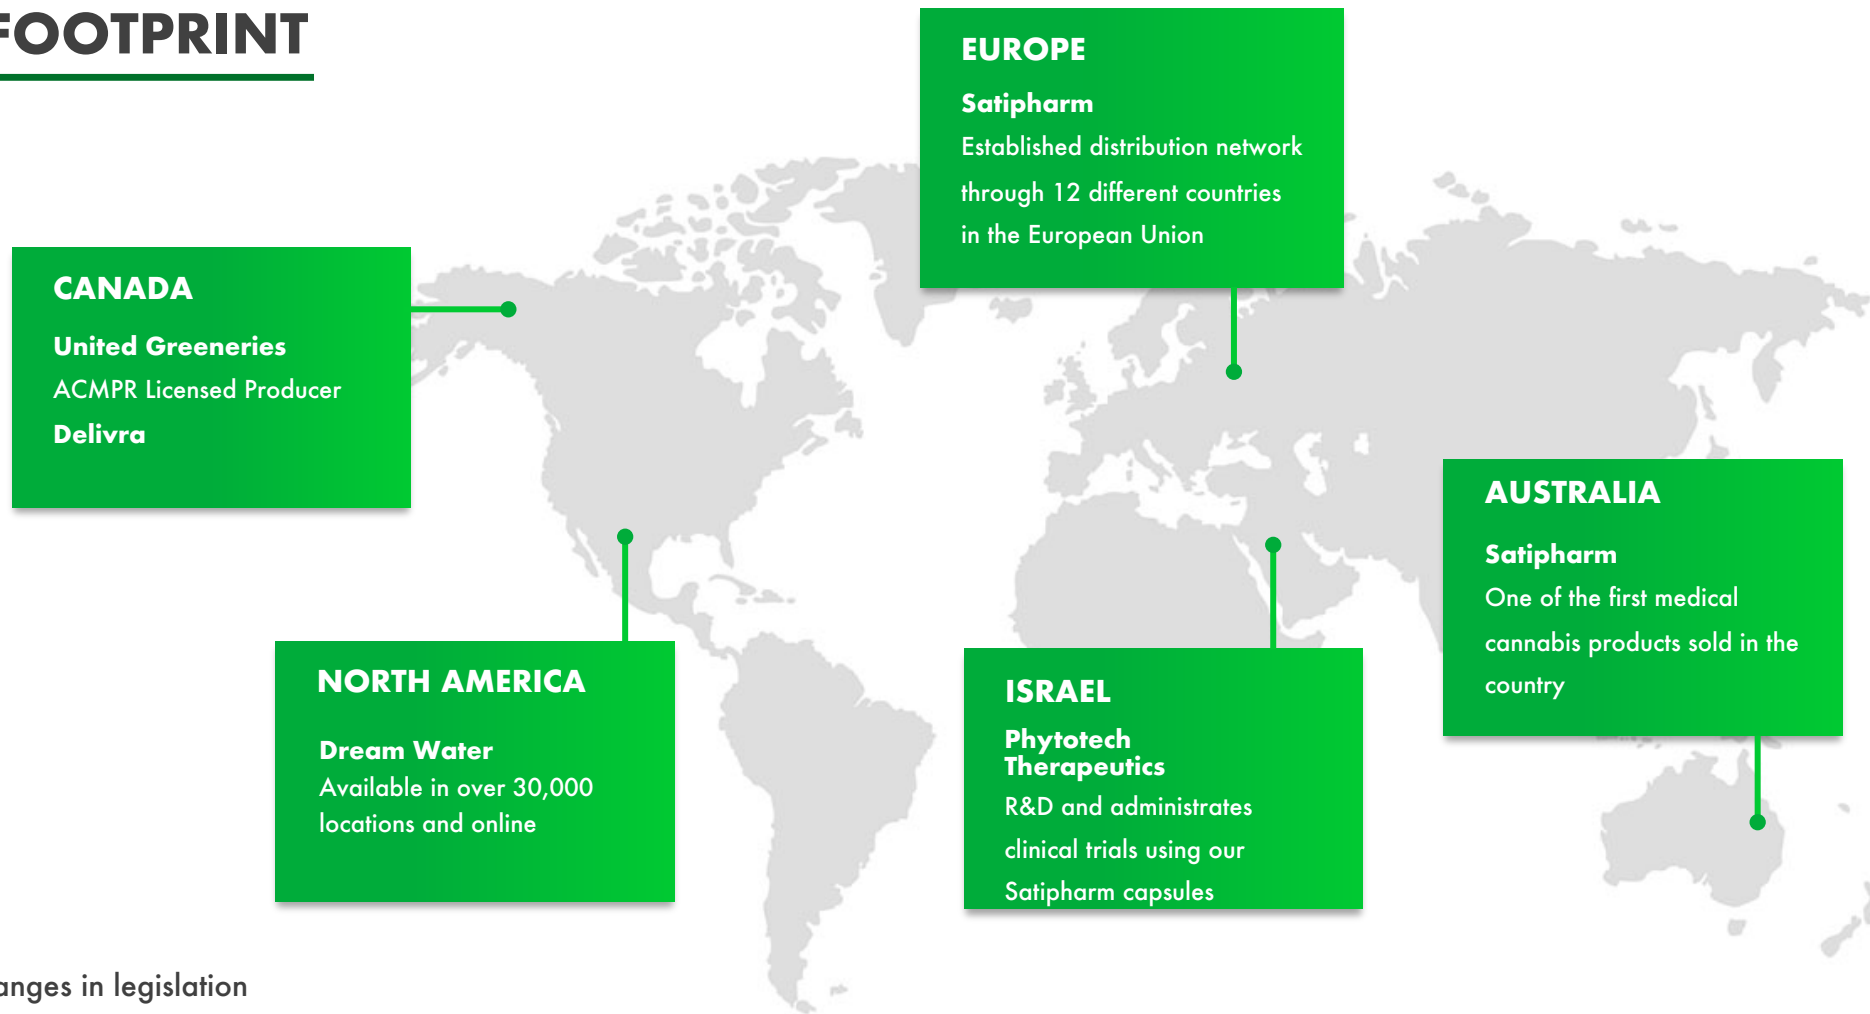 FOOTPRINT
EUROPE
Satipharm
Established distribution network
through 12 different countries
in the European Union
CANADA
United Greeneries
ACMPR Licensed Producer
Delivra
AUSTRALIA
Satipharm
One of the first medical
cannabis products sold in the
country
NORTH AMERICA
Dream Water
Available in over 30,000
locations and online
ISRAEL
Phytotech
Therapeutics
R&D and administrates
clinical trials using our
Satipharm capsules
anges in legislation